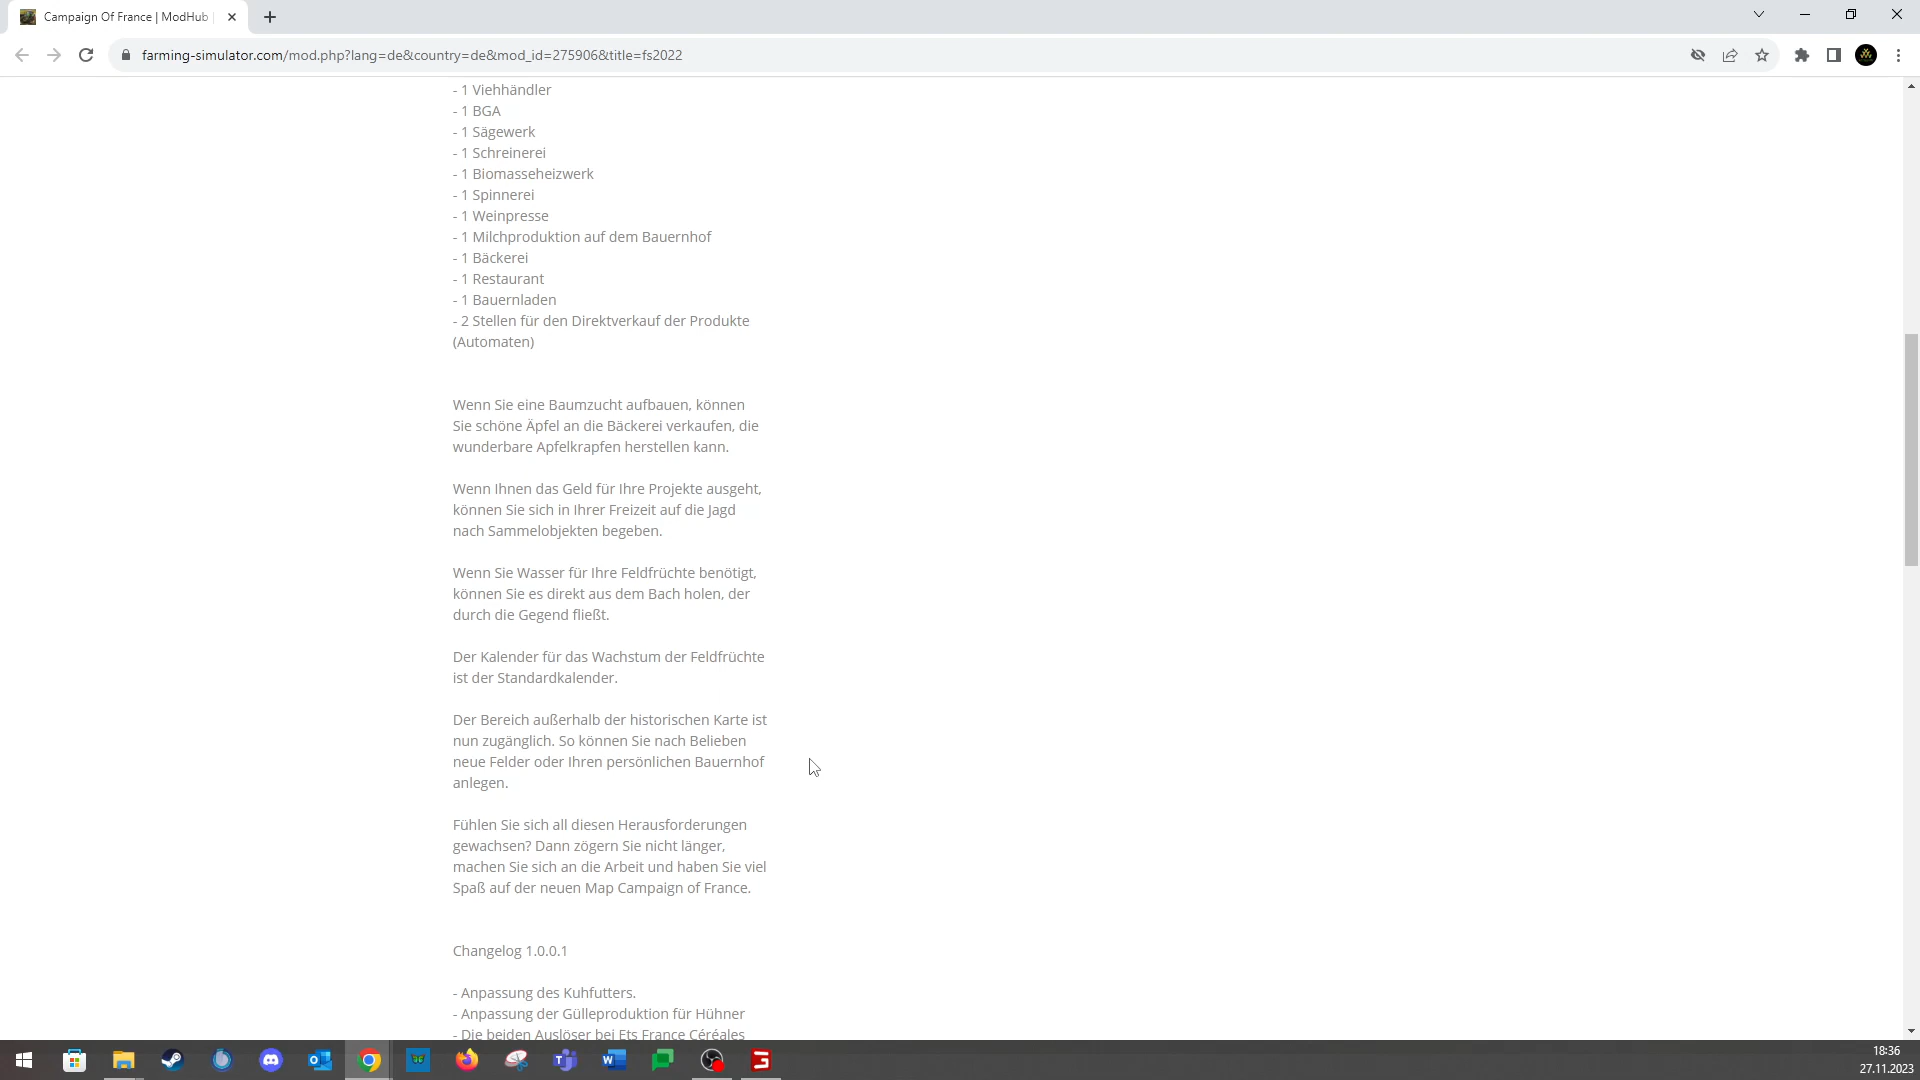 Campaign Of France | ModHub
farming-simulator.com/mod.php?lang=de&country=de&mod_id=275906&title=fs2022
- 1 Viehhändler
- 1 BGA
- 1 Sägewerk
- 1 Schreinerei
- 1 Biomasseheizwerk
- 1 Spinnerei
- 1 Weinpresse
- 1 Milchproduktion auf dem Bauernhof
- 1 Bäckerei
- 1 Restaurant
- 1 Bauernladen
- 2 Stellen für den Direktverkauf der Produkte
(Automaten)
Wenn Sie eine Baumzucht aufbauen, können
Sie schöne Äpfel an die Bäckerei verkaufen, die
wunderbare Apfelkrapfen herstellen kann.
Wenn Ihnen das Geld für Ihre Projekte ausgeht,
können Sie sich in Ihrer Freizeit auf die Jagd
nach Sammelobjekten begeben.
Wenn Sie Wasser für Ihre Feldfrüchte benötigt,
können Sie es direkt aus dem Bach holen, der
durch die Gegend fließt.
Der Kalender für das Wachstum der Feldfrüchte
ist der Standardkalender.
Der Bereich außerhalb der historischen Karte ist
nun zugänglich. So können Sie nach Belieben
neue Felder oder Ihren persönlichen Bauernhof
anlegen.
Fühlen Sie sich all diesen Herausforderungen
gewachsen? Dann zögern Sie nicht länger,
machen Sie sich an die Arbeit und haben Sie viel
Spaß auf der neuen Map Campaign of France.
Changelog 1.0.0.1
- Anpassung des Kuhfutters.
- Anpassung der Gülleproduktion für Hühner
- Die beiden Auslöser bei Ets France Céréales
18:36
27.11.2023